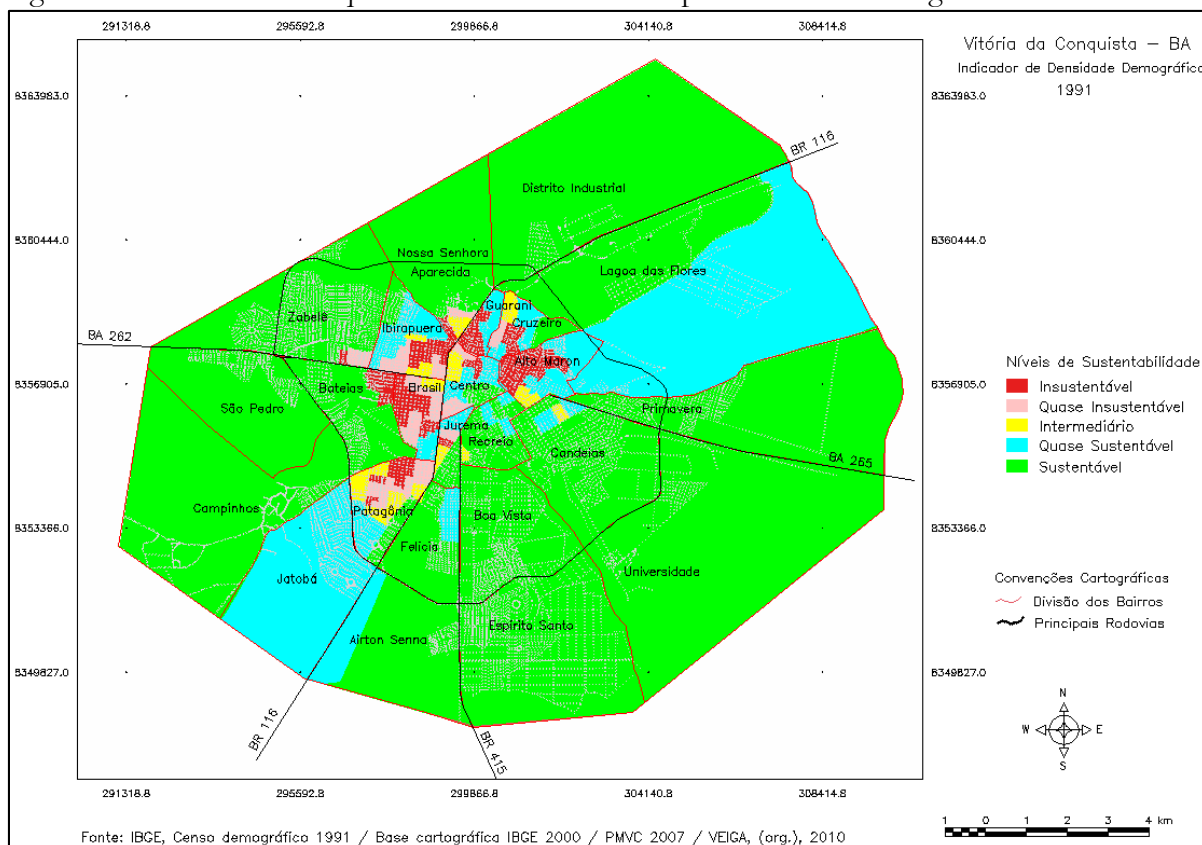 291318.8 295592.8 299866.8 304140.8 308414.8
Vitória da Conquista – BA
Indicador de Densidade Demográfica
1991
8363983.0 8363983.0
BR 116
Distrito Industrial
8360444.0 8360444.0
Nossa Senhora
Aparecida
Lagoa das Flores
Guarani
Zabelê
Ibirapuera
Cruzeiro
BA 262
Alto Maron
Níveis de Sustentabilidade
Insustentável
Quase Insustentável
Intermediário
Quase Sustentável
Sustentável
8356905.0 8356905.0
Bateias
Brasil
Centro
São Pedro
Primavera
Jurema
Recreio
Candeias
BA 265
Campinhos
Patagônia
Boa Vista
8353366.0 8353366.0
Felícia
Jatobá
Universidade
Convenções Cartográficas
Divisão dos Bairros
Principais Rodovias
Espírito Santo
Airton Senna
8349827.0 8349827.0
BR 116
BR 415
N
W E
S
291318.8 295592.8 299866.8 304140.8 308414.8
1 0 1 2 3 4 km
Fonte: IBGE, Censo demográfico 1991 / Base cartográfica IBGE 2000 / PMVC 2007 / VEIGA, (org.), 2010